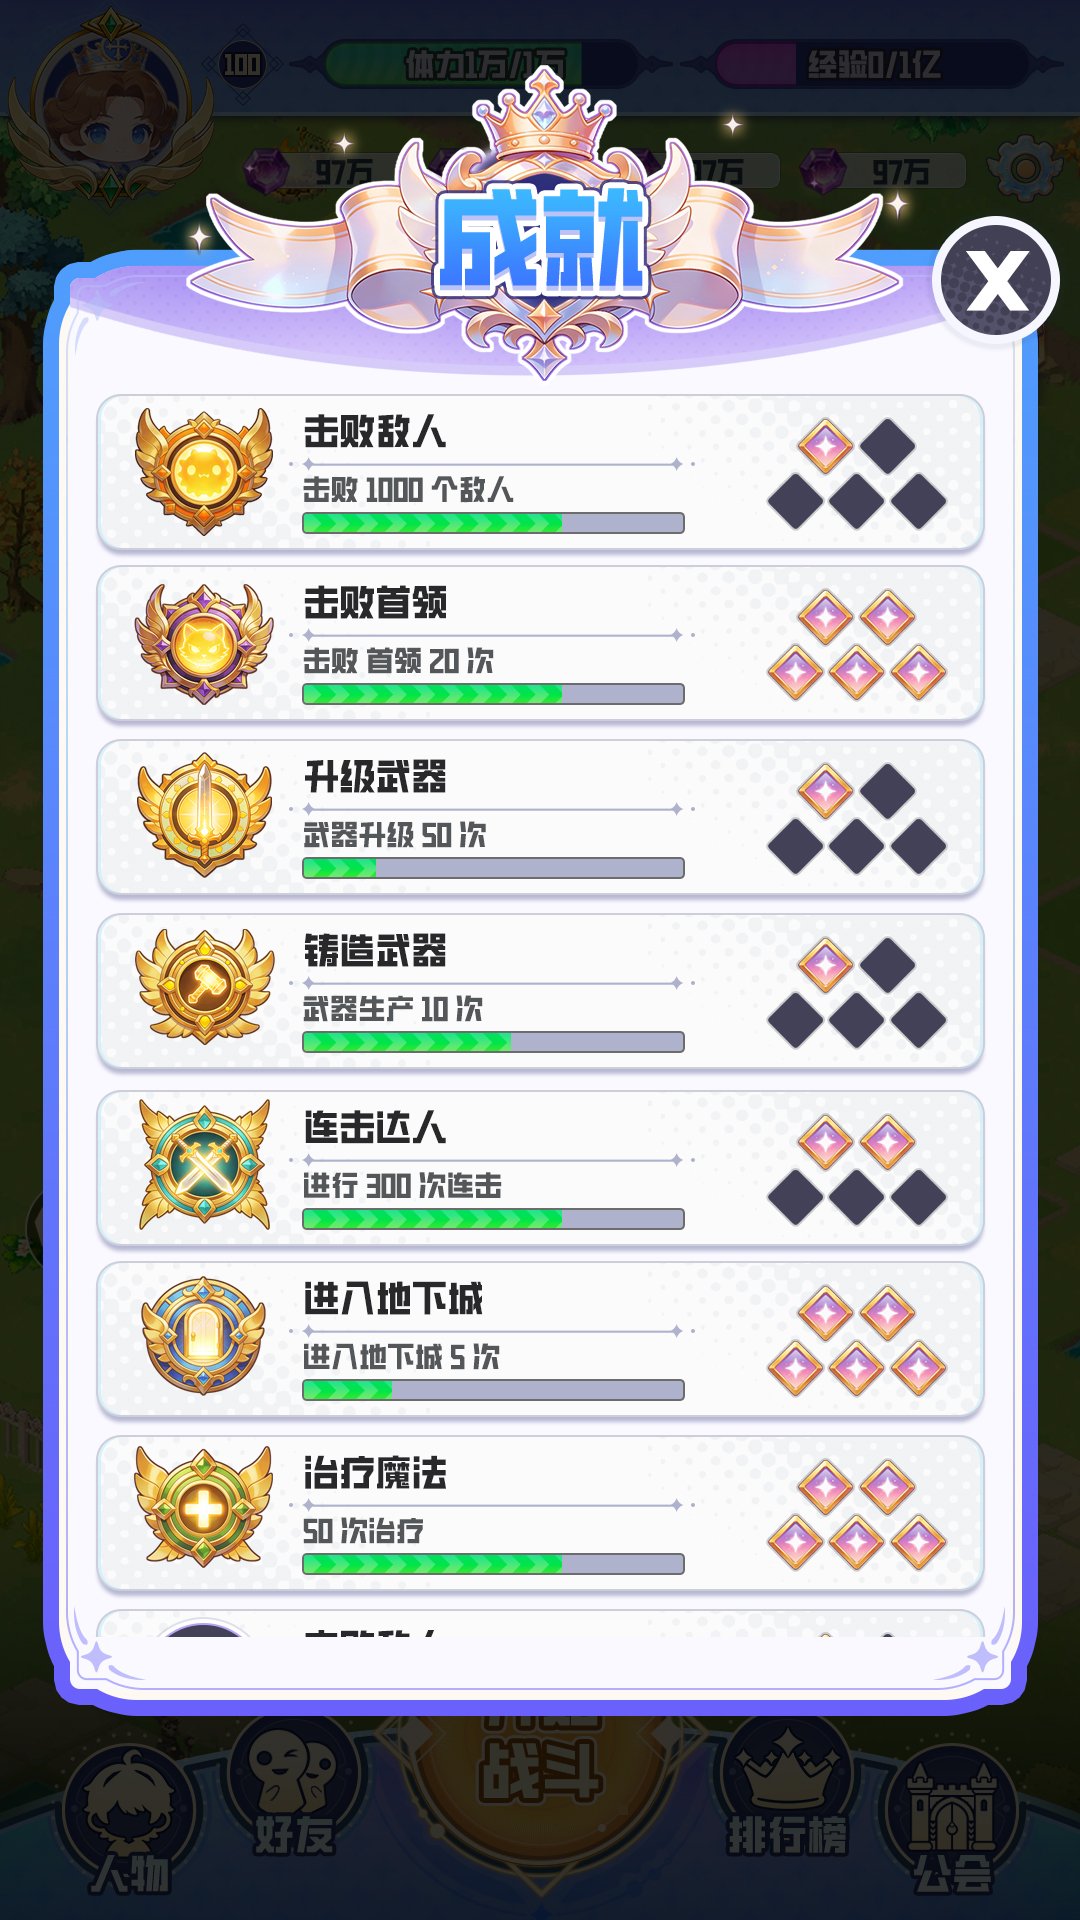 100
体力1万/1万
经验0/1亿
97万
97万
97万
成就
X
击败敌人
击败 1000 个敌人
击败首领
击败 首领 20 次
升级武器
武器升级 50 次
铸造武器
武器生产 10 次
连击达人
进行 300 次连击
进入地下城
进入地下城 5 次
治疗魔法
50 次治疗
战斗
好友
排行榜
人物
公会